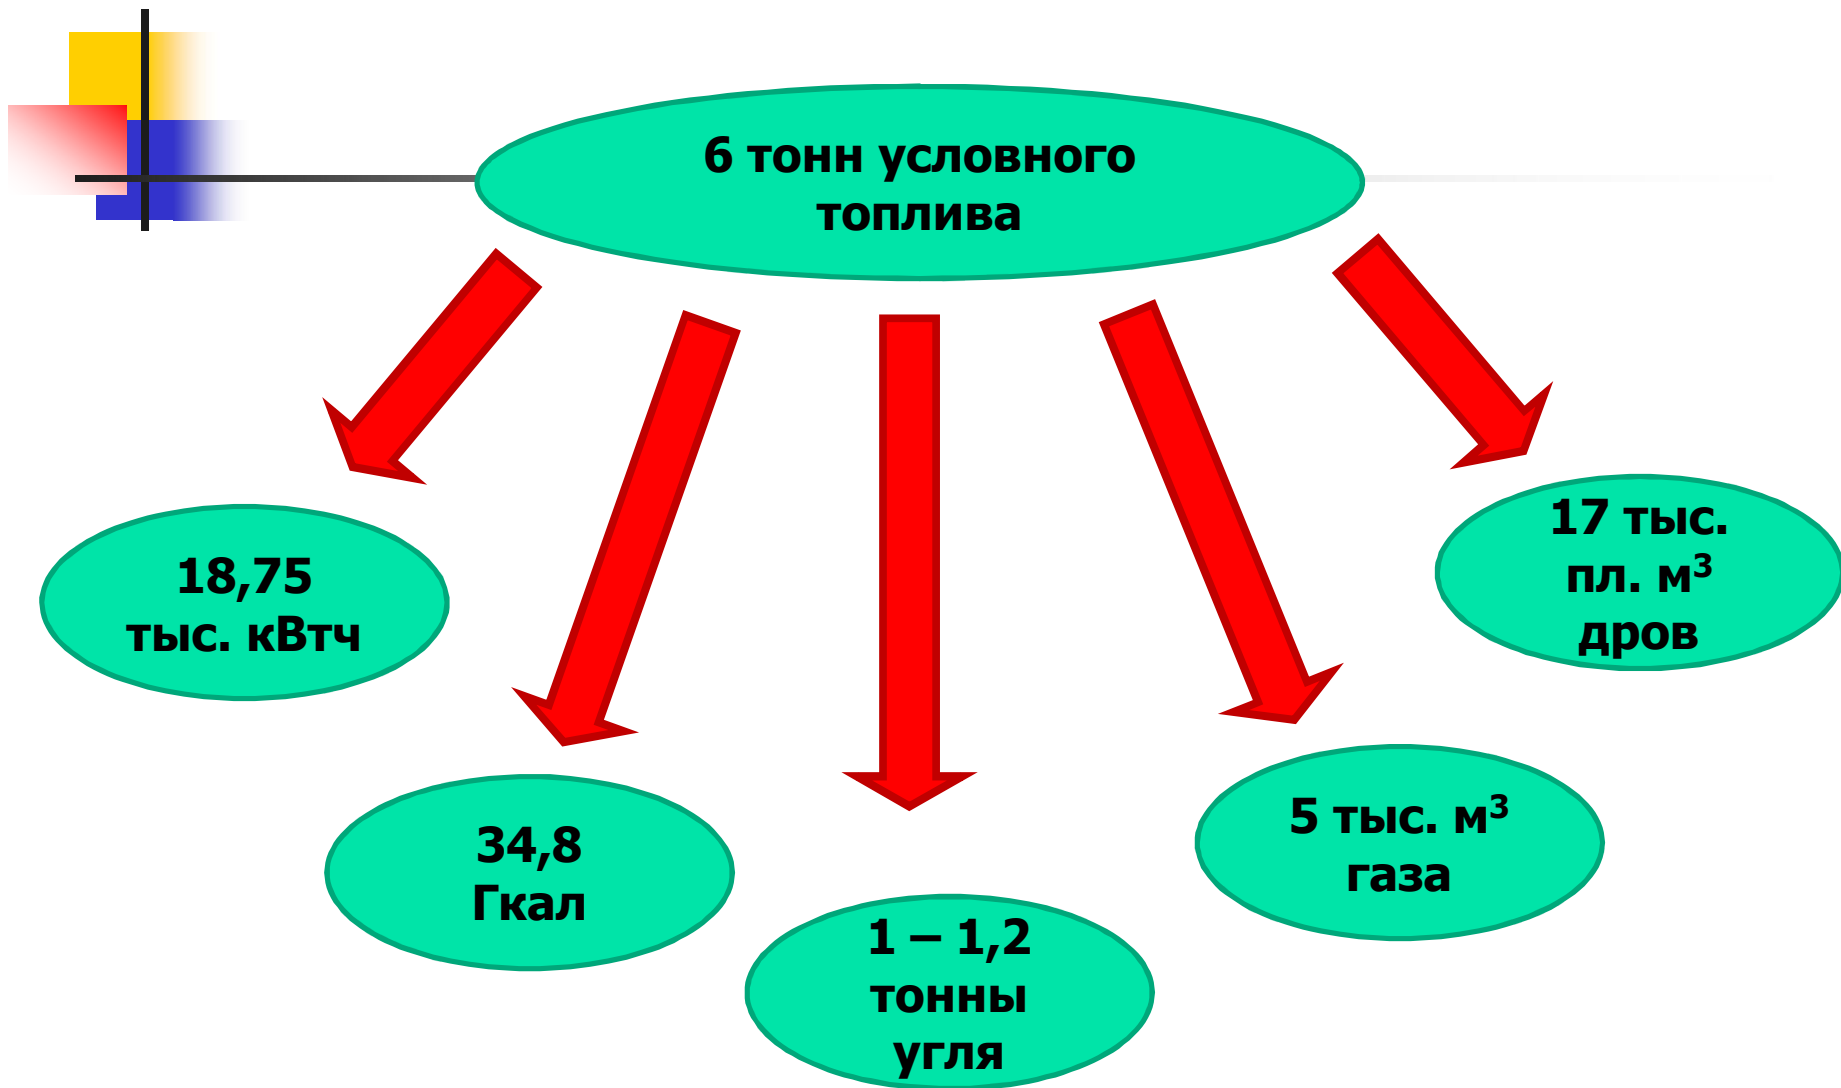 6 тонн условного
топлива
18,75
тыс. кВтч
34,8
Гкал
1 – 1,2
тонны
угля
5 тыс. м³
газа
17 тыс.
пл. м³
дров